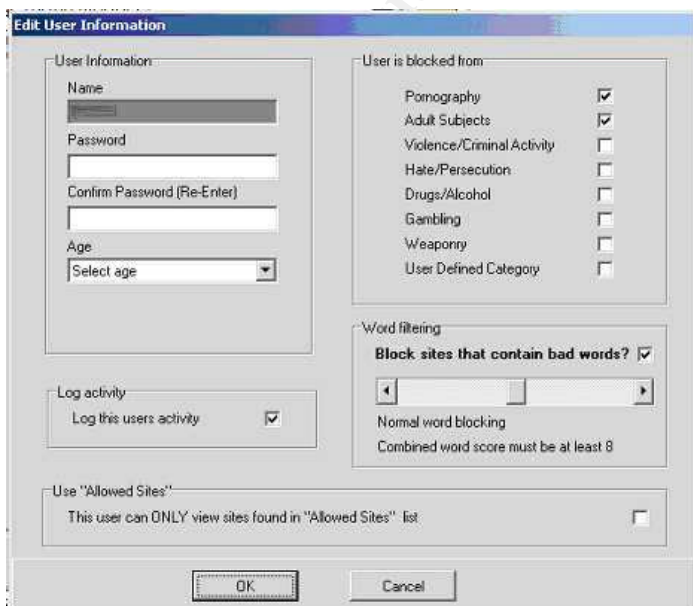 Edit User Information
User Information
Name
Password
Confirm Password (Re-Enter)
Age
Select age
Log activity
Log this users activity
User is blocked from
Pornography
Adult Subjects
Violence/Criminal Activity
Hate/Persecution
Drugs/Alcohol
Gambling
Weaponry
User Defined Category
Word filtering
Block sites that contain bad words?
Normal word blocking
Combined word score must be at least 8
Use "Allowed Sites"
This user can ONLY view sites found in "Allowed Sites" list
OK
Cancel